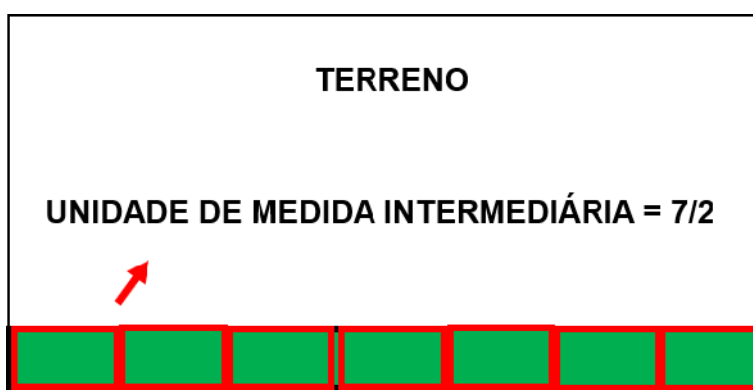 TERRENO
UNIDADE DE MEDIDA INTERMEDIÁRIA = 7/2